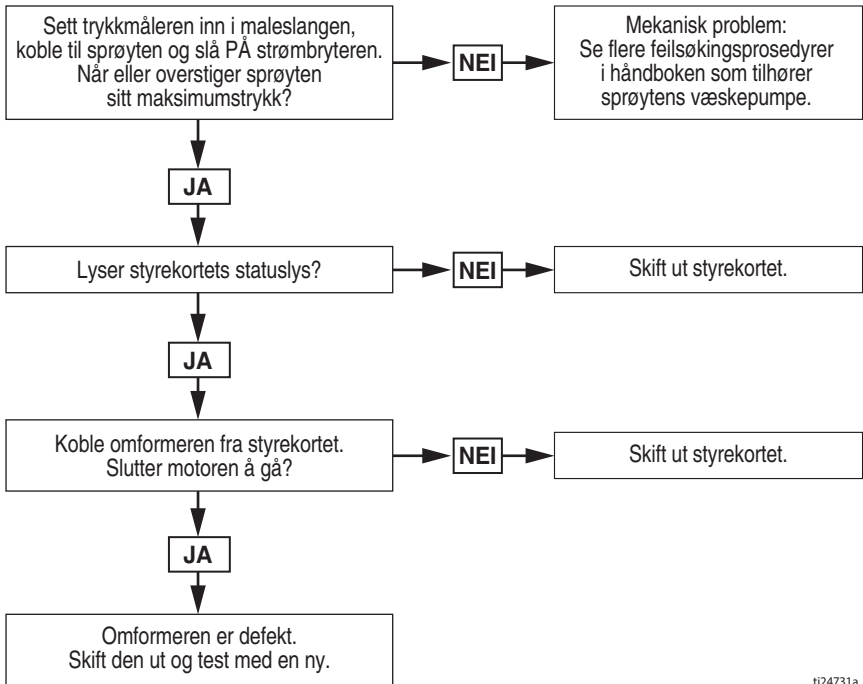 Sett trykkmåleren inn i maleslangen,
koble til sprøyten og slå PÅ strømbryteren.
Når eller overstiger sprøyten
sitt maksimumstrykk?
NEI
Mekanisk problem:
Se flere feilsøkingsprosedyrer
i håndboken som tilhører
sprøytens væskepumpe.
JA
Lyser styrekortets statuslys?
NEI
Skift ut styrekortet.
JA
Koble omformeren fra styrekortet.
Slutter motoren å gå?
NEI
Skift ut styrekortet.
JA
Omformeren er defekt.
Skift den ut og test med en ny.
ti24731a